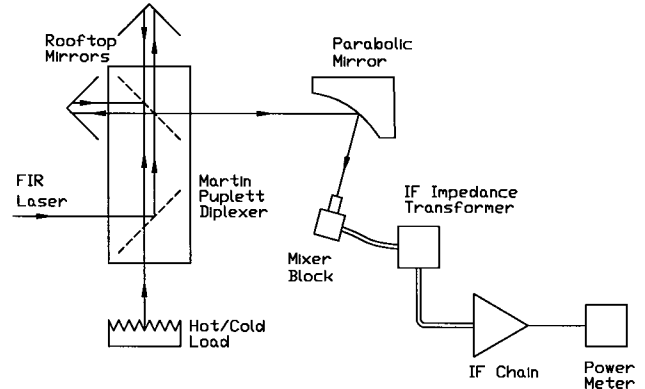 Rooftop
Mirrors
Parabolic
Mirror
FIR
Laser
Martin
Puplett
Diplexer
IF Impedance
Transformer
Mixer
Block
Hot/Cold
Load
IF Chain
Power
Meter